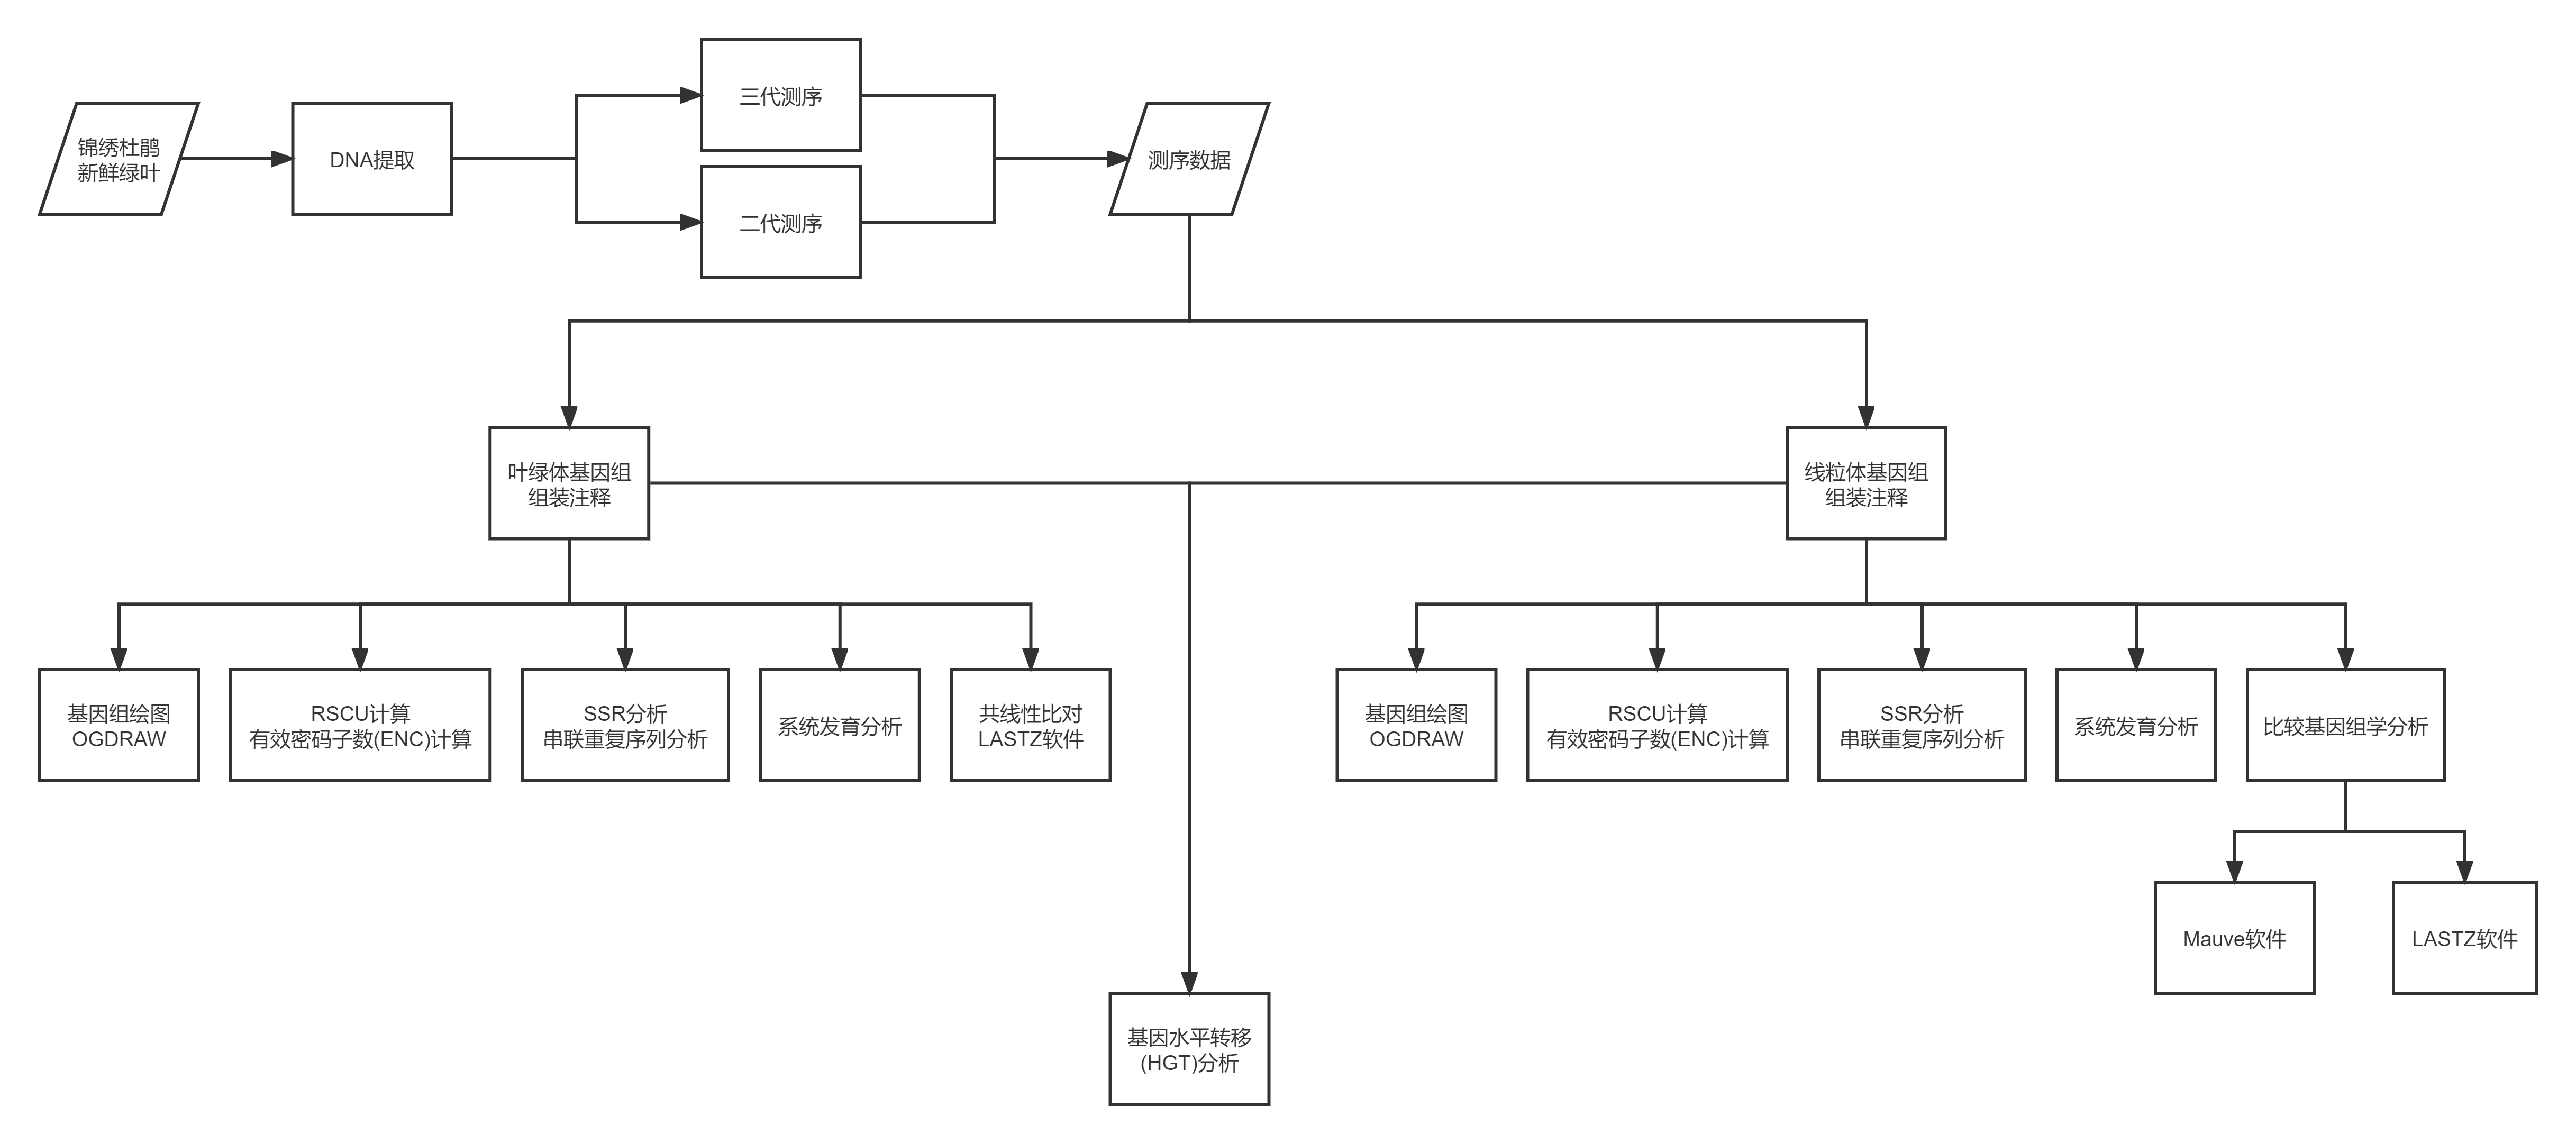 锦绣杜鹃
新鲜绿叶
DNA提取
三代测序
二代测序
测序数据
叶绿体基因组
组装注释
线粒体基因组
组装注释
基因组绘图
OGDRAW
RSCU计算
有效密码子数(ENC)计算
SSR分析
串联重复序列分析
系统发育分析
共线性比对
LASTZ软件
基因组绘图
OGDRAW
RSCU计算
有效密码子数(ENC)计算
SSR分析
串联重复序列分析
系统发育分析
比较基因组学分析
Mauve软件
LASTZ软件
基因水平转移
(HGT)分析